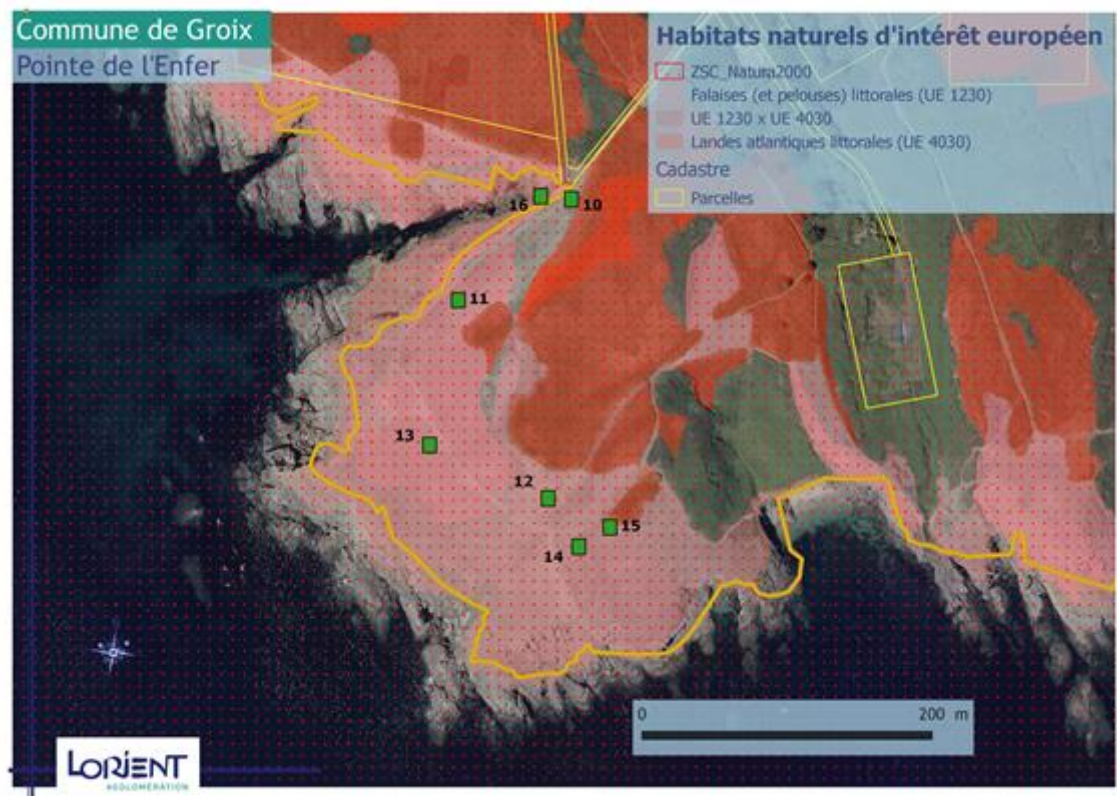 Commune de Groix
Pointe de l'Enfer
Habitats naturels d'intérêt européen
ZSC_Natura2000
Falaises (et pelouses) littorales (UE 1230)
UE 1230 x UE 4030
Landes atlantiques littorales (UE 4030)
Cadastre
Parcelles
16
10
11
13
12
15
14
0 200 m
LORIENT
AGGLOMÉRATION